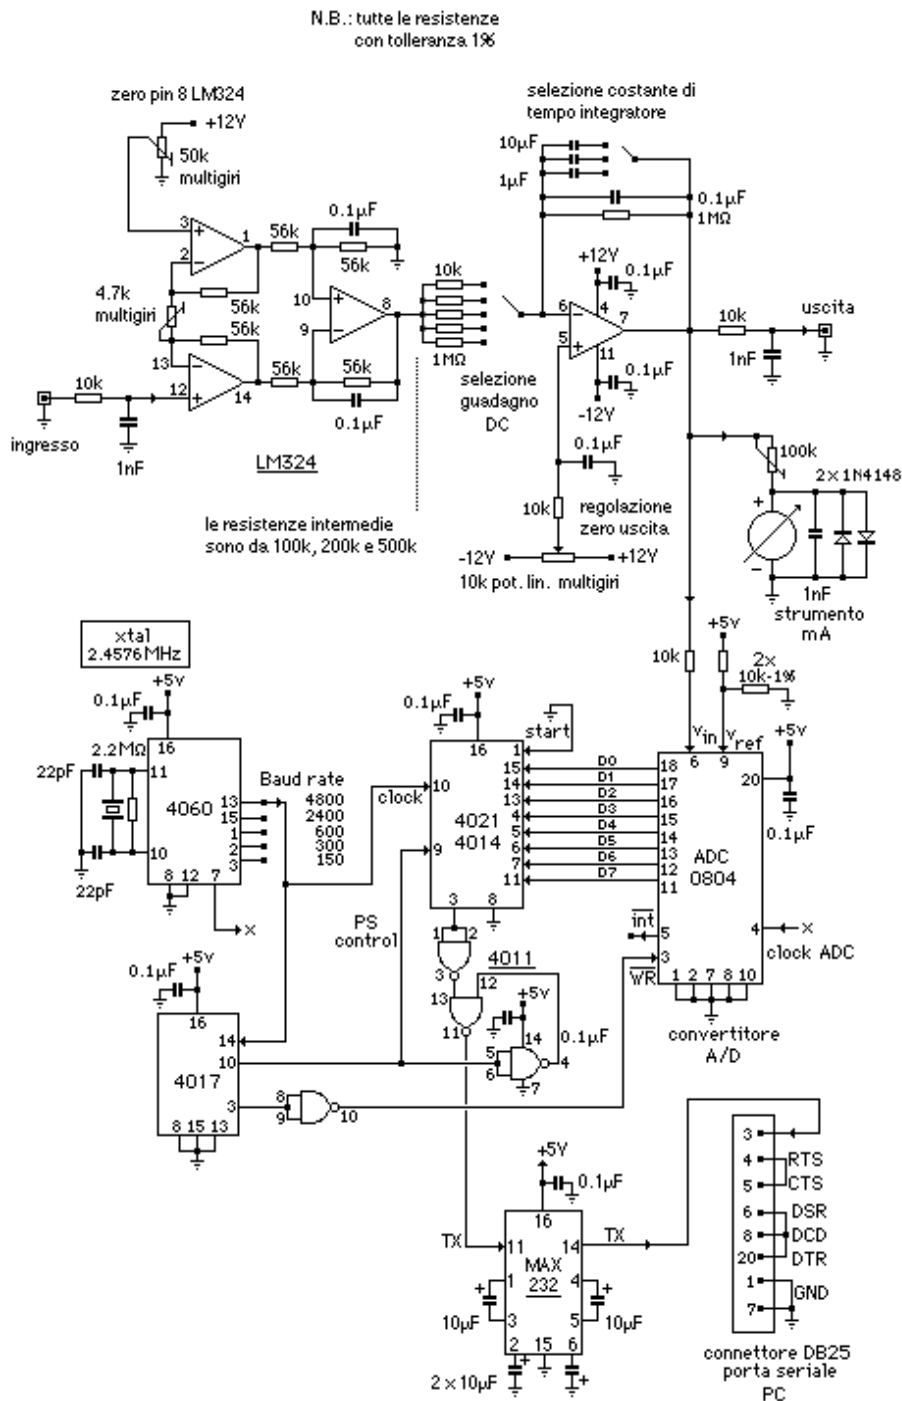 N.B.: tutte le resistenze
con tolleranza 1%
zero pin 8 LM324
+12V
50k
multigiri
selezione costante di
tempo integratore
10µF
1µF
0.1µF
1MΩ
3
2
1
56k
0.1µF
56k
4.7k
multigiri
56k
56k
10
9
8
10k
1MΩ
6
5
4
7
11
+12V
0.1µF
0.1µF
-12V
10k
uscita
1nF
13
12
14
56k
56k
0.1µF
10k
ingresso
1nF
LM324
selezione
guadagno
DC
0.1µF
10k
regolazione
zero uscita
-12V
+12V
10k pot. lin. multigiri
le resistenze intermedie
sono da 100k, 200k e 500k
100k
2×1N4148
+
−
1nF
strumento
mA
xtal
2.4576MHz
+5v
0.1µF
2.2MΩ
22pF
22pF
16
11
10
4060
13
15
1
2
3
8
12
7
x
Baud rate
4800
2400
600
300
150
+5v
0.1µF
start
clock
16
1
10
9
4021
4014
15
14
13
4
5
6
7
11
3
8
D0
D1
D2
D3
D4
D5
D6
D7
10k
+5v
2×
10k-1%
Vin
Vref
+5v
0.1µF
6
9
20
18
17
16
15
14
13
12
11
ADC
0804
int
5
3
WR
4
x
clock ADC
1 2 7 8 10
convertitore
A/D
PS
control
1
2
3
4011
12
13
11
+5v
0.1µF
14
5
6
4
7
+5v
0.1µF
16
14
10
4017
3
8 15 13
8
9
10
+5V
0.1µF
16
TX
11
14
TX
MAX
232
1
3
4
5
+
10µF
+
10µF
2
15
6
+
+
2×10µF
3
4
RTS
5
CTS
6
DSR
8
DCD
20
DTR
1
GND
7
connettore DB25
porta seriale
PC